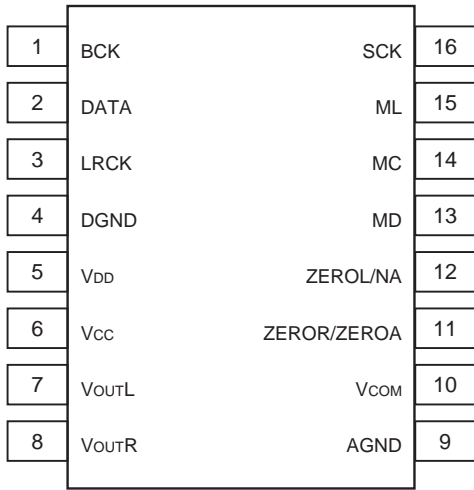 1 BCK SCK 16
2 DATA ML 15
3 LRCK MC 14
4 DGND MD 13
5 VDD ZEROL/NA 12
6 VCC ZEROR/ZEROA 11
7 VOUTL VCOM 10
8 VOUTR AGND 9